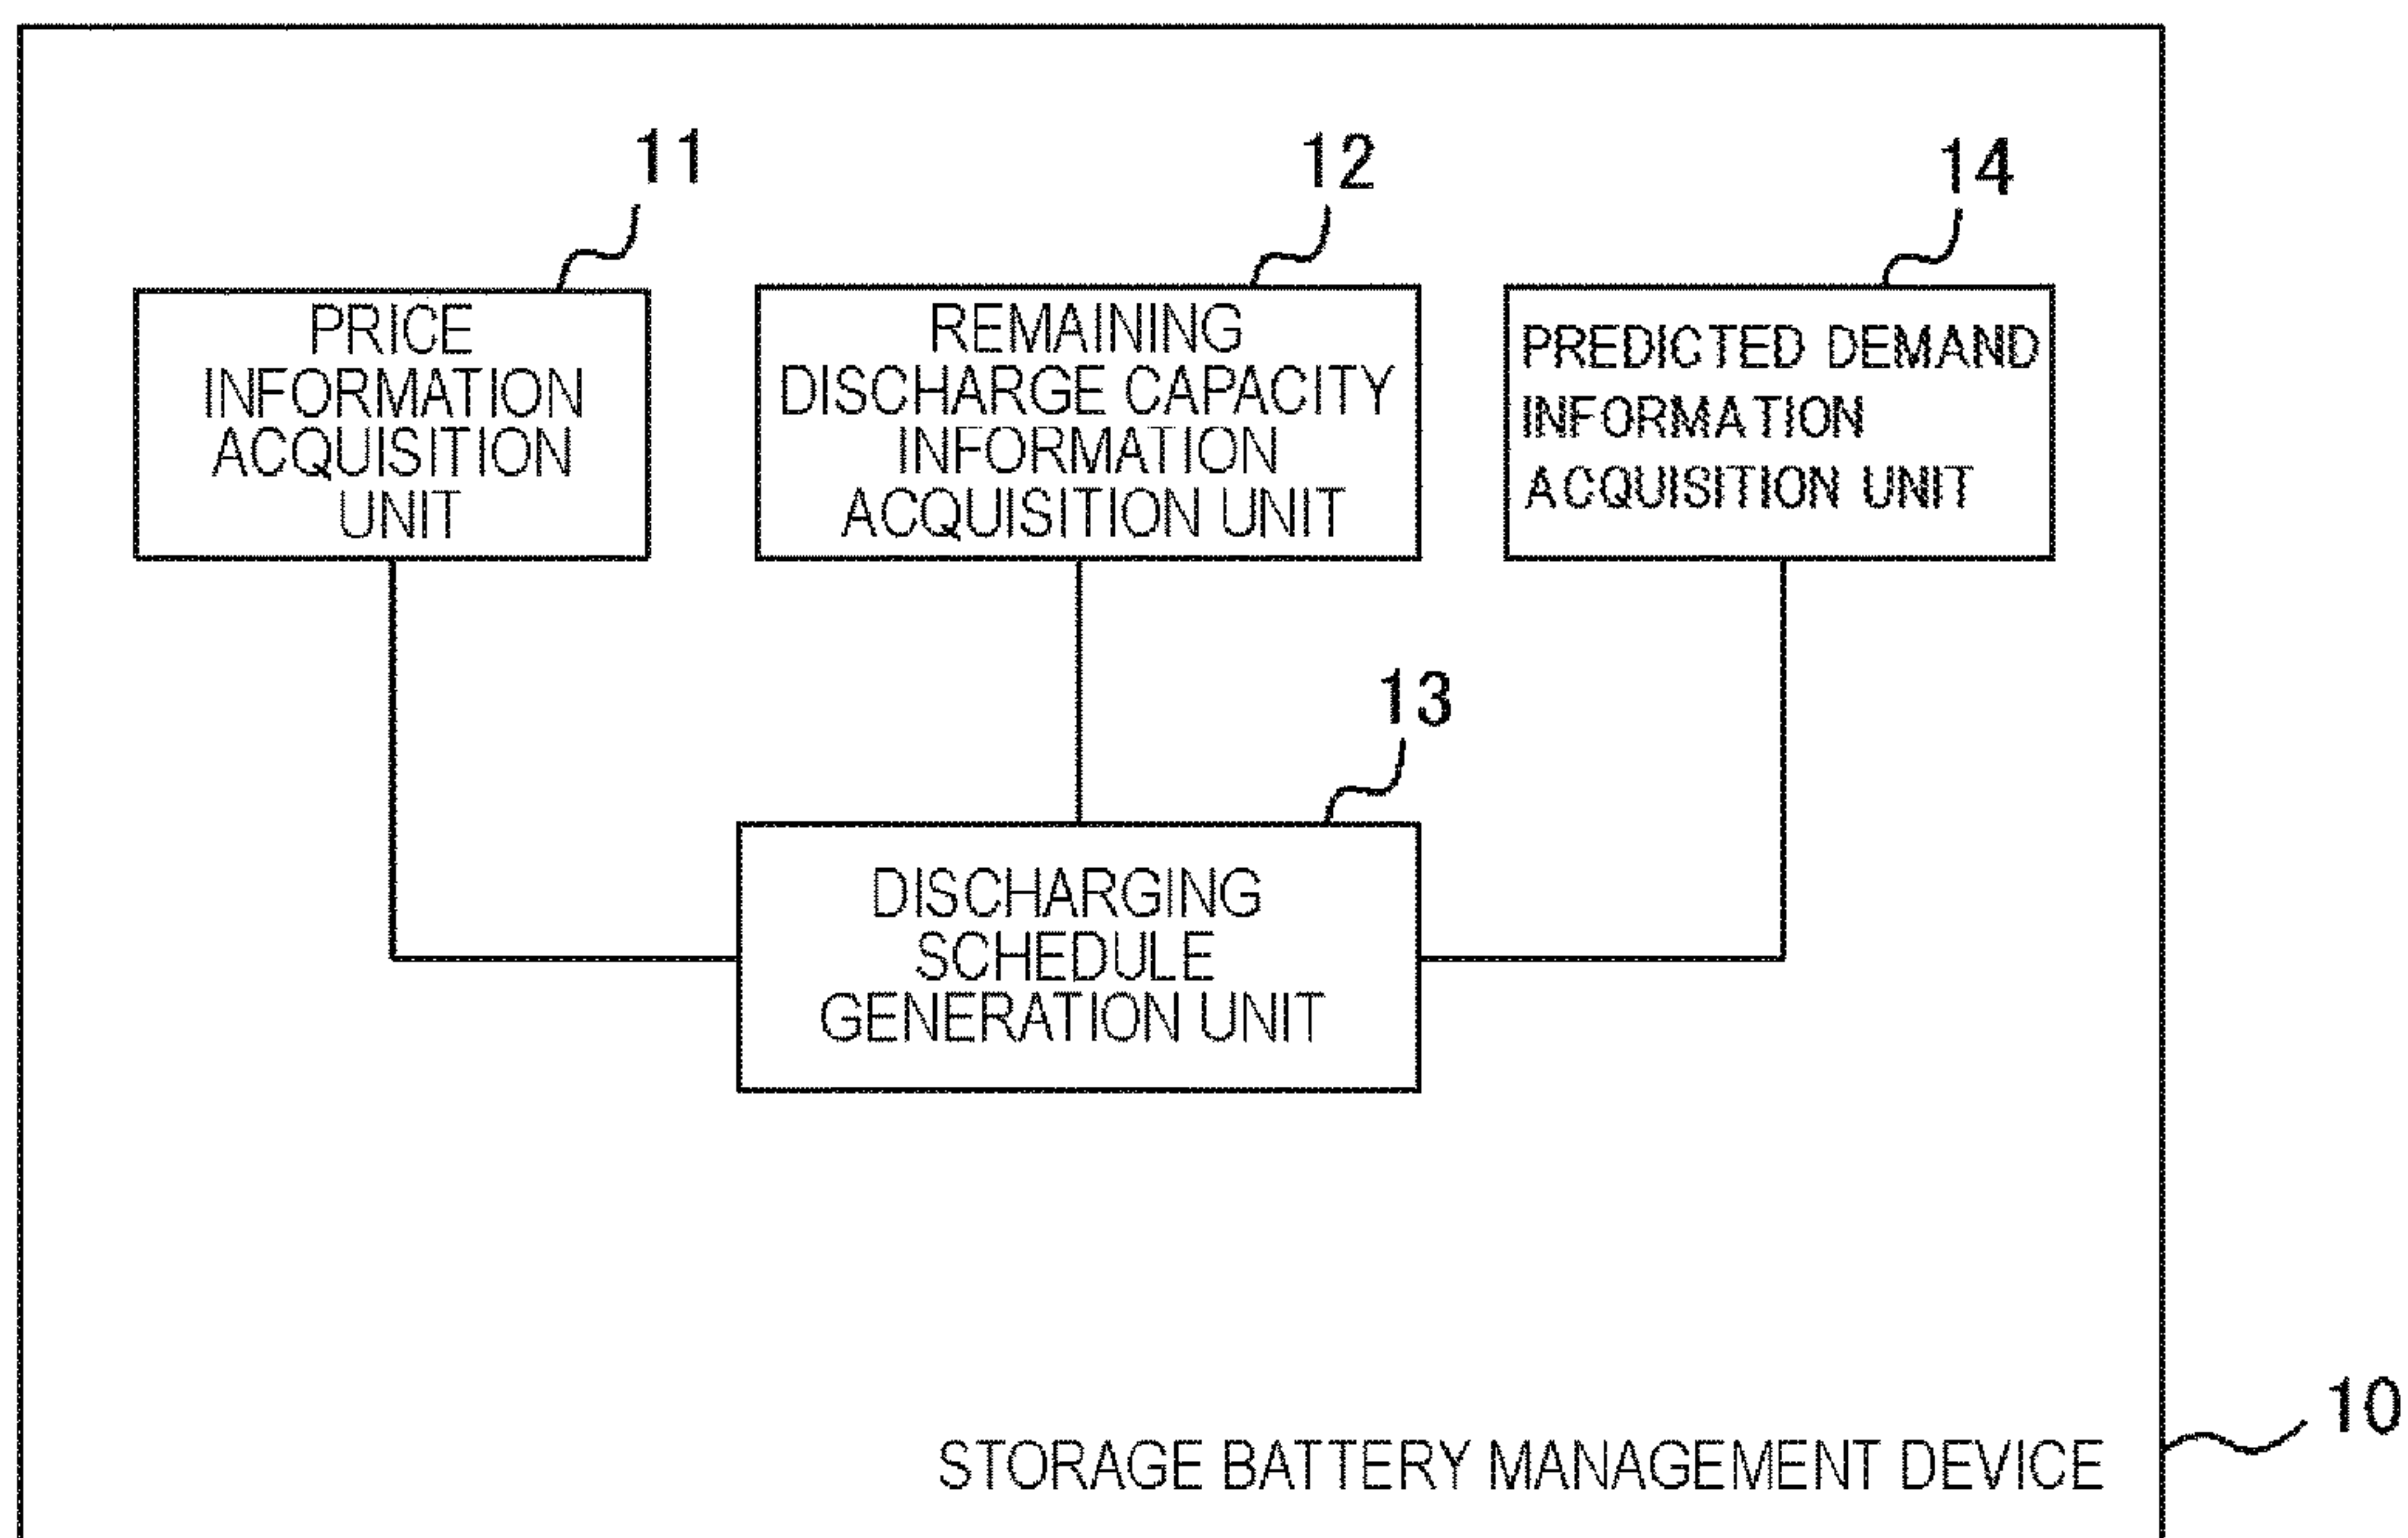 11
12
14
PRICE
INFORMATION
ACQUISITION
UNIT
REMAINING
DISCHARGE CAPACITY
INFORMATION
ACQUISITION UNIT
PREDICTED DEMAND
INFORMATION
ACQUISITION UNIT
13
DISCHARGING
SCHEDULE
GENERATION UNIT
10
STORAGE BATTERY MANAGEMENT DEVICE